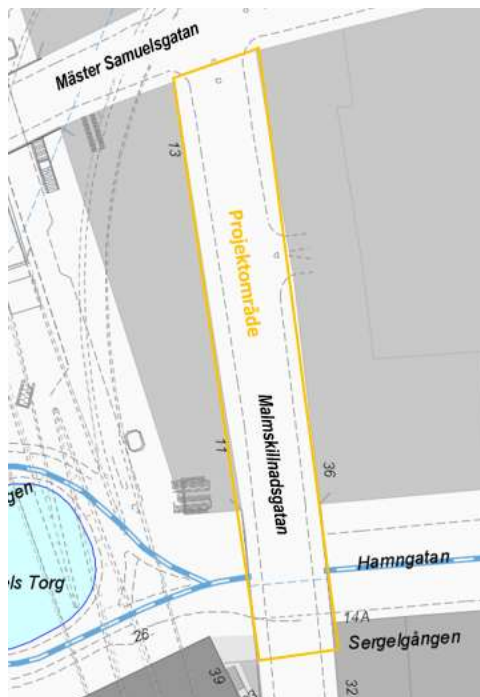 Mäster Samuelsgatan
13
Projektområde
Malmskillnadsgatan
11
36
gen
Hamngatan
els Torg
14A
26
Sergelgången
39
32